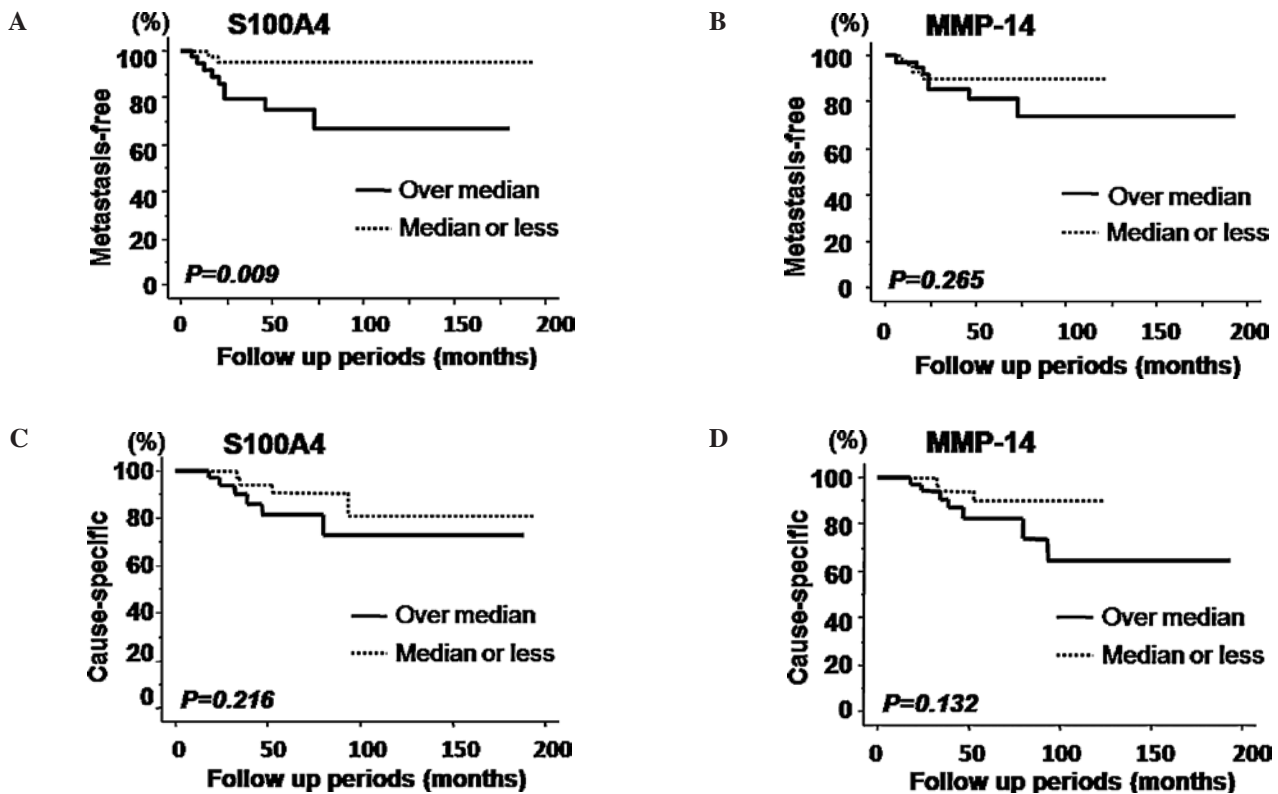 A
(%)
S100A4
100
80
60
40
20
0
Metastasis-free
Over median
Median or less
P=0.009
0 50 100 150 200
Follow up periods (months)
B
(%)
MMP-14
100
80
60
40
20
0
Metastasis-free
Over median
Median or less
P=0.265
0 50 100 150 200
Follow up periods (months)
C
(%)
S100A4
100
80
60
40
20
0
Cause-specific
Over median
Median or less
P=0.216
0 50 100 150 200
Follow up periods (months)
D
(%)
MMP-14
100
80
60
40
20
0
Cause-specific
Over median
Median or less
P=0.132
0 50 100 150 200
Follow up periods (months)